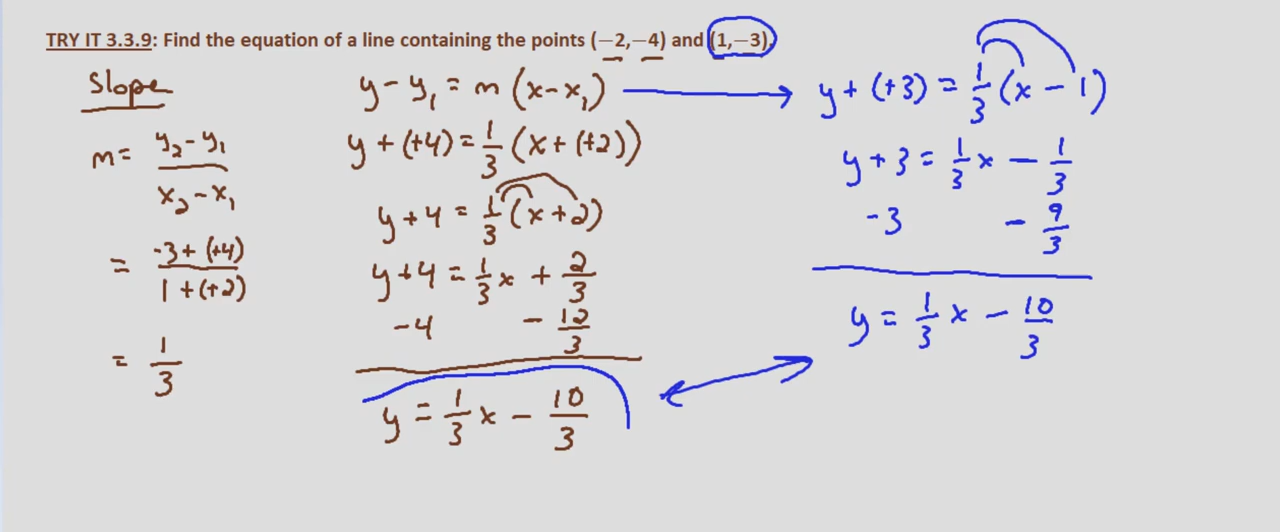 TRY IT 3.3.9: Find the equation of a line containing the points (−2,−4) and (1,−3).
Slope
m = y₂ - y₁ / x₂ - x₁
= -3 + (+4) / 1 + (+2)
= 1/3
y - y₁ = m (x - x₁)
y + (+4) = 1/3 (x + (+2))
y + 4 = 1/3 (x + 2)
y + 4 = 1/3 x + 2/3
-4 - 12/3
y = 1/3 x - 10/3
y + (+3) = 1/3 (x - 1)
y + 3 = 1/3 x - 1/3
-3 - 9/3
y = 1/3 x - 10/3